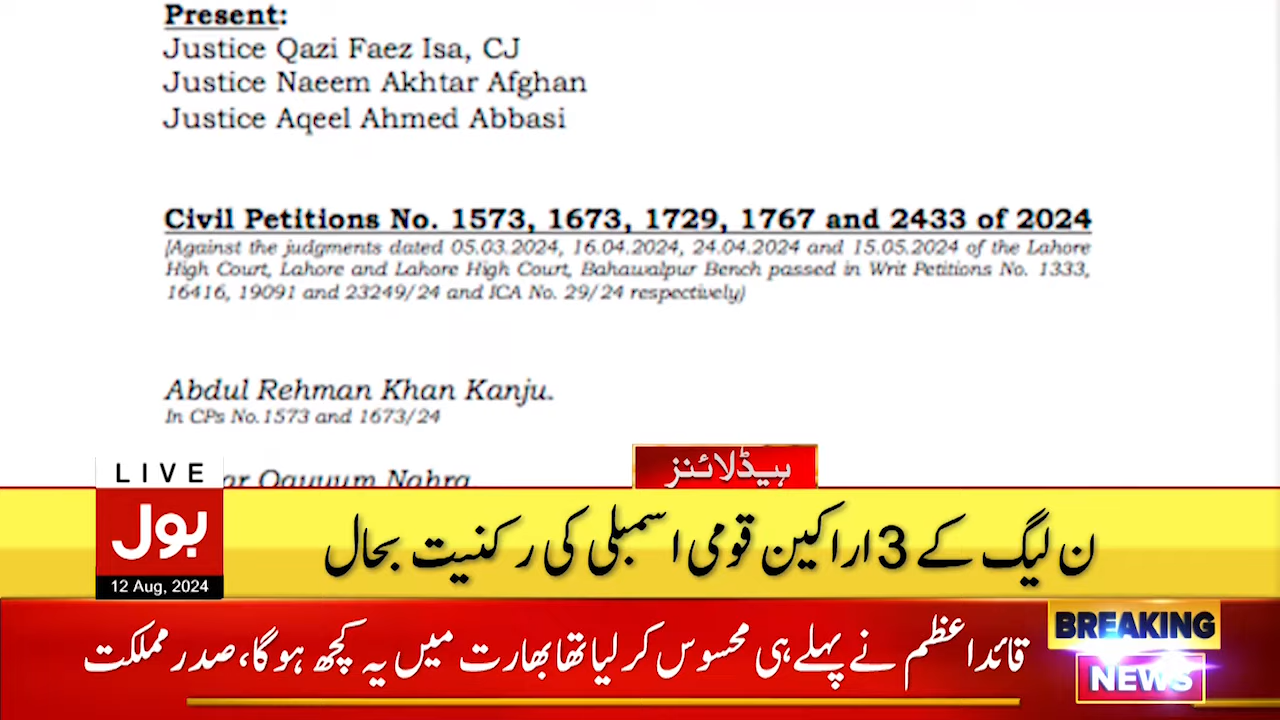 Present:
Justice Qazi Faez Isa, CJ
Justice Naeem Akhtar Afghan
Justice Aqeel Ahmed Abbasi
Civil Petitions No. 1573, 1673, 1729, 1767 and 2433 of 2024
(Against the judgments dated 05.03.2024, 16.04.2024, 24.04.2024 and 15.05.2024 of the Lahore
High Court, Lahore and Lahore High Court, Bahawalpur Bench passed in Writ Petitions No. 1333,
16416, 19091 and 23249/24 and ICA No. 29/24 respectively)
Abdul Rehman Khan Kanju.
In CPs No.1573 and 1673/24
Qayyum Nahra
ہیڈلائنز
LIVE
بول
12 Aug, 2024
ن لیگ کے 3 اراکین قومی اسمبلی کی رکنیت بحال
قائداعظم نے پہلے ہی محسوس کرلیا تھا بھارت میں یہ کچھ ہوگا، صدر مملکت
BREAKING
NEWS